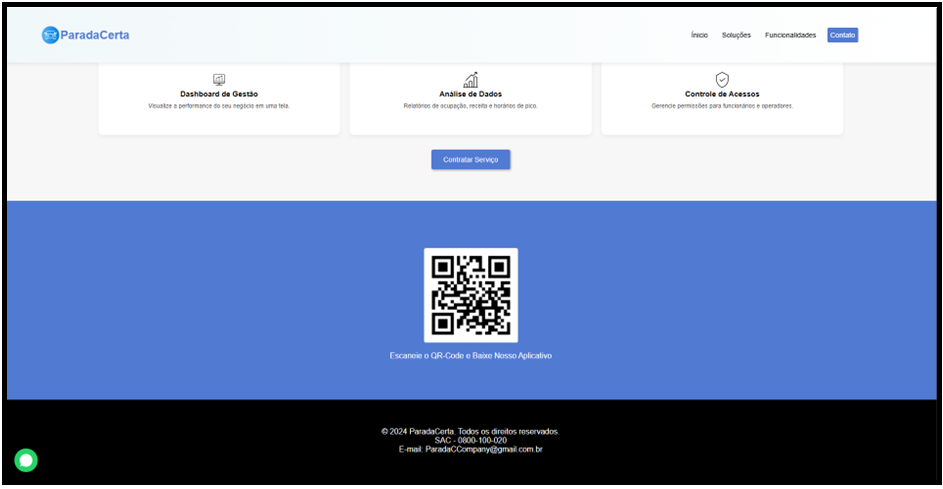 ParadaCerta
Ínicio Soluções Funcionalidades Contato
Dashboard de Gestão
Visualize a performance do seu negócio em uma tela.
Análise de Dados
Relatórios de ocupação, receita e horários de pico.
Controle de Acessos
Gerencie permissões para funcionários e operadores.
Contratar Serviço
Escaneie o QR-Code e Baixe Nosso Aplicativo
© 2024 ParadaCerta. Todos os direitos reservados.
SAC - 0800-100-020
E-mail: ParadaCCompany@gmail.com.br